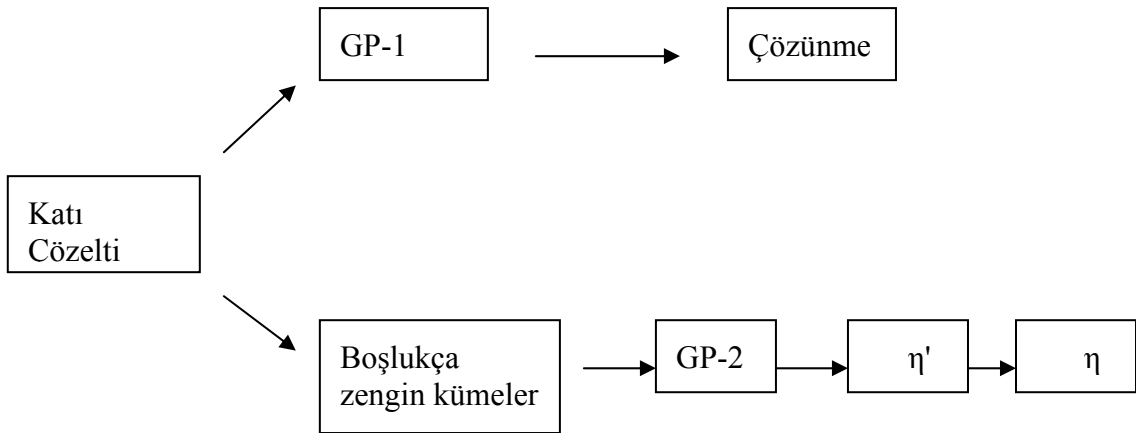 GP-1
Çözünme
Katı
Cözelti
Boşlukça
zengin kümeler
GP-2
η'
η